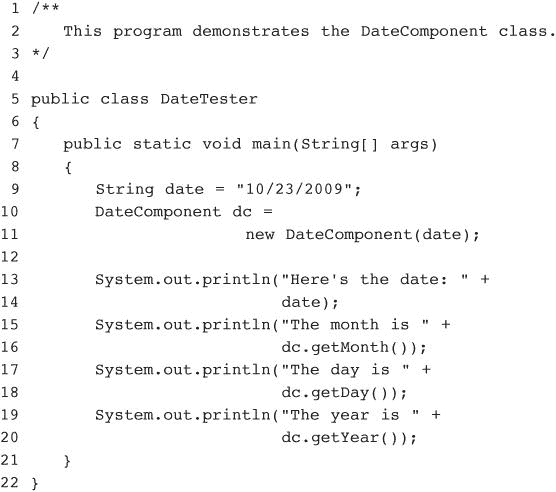 1 /**
2    This program demonstrates the DateComponent class.
3 */
4
5 public class DateTester
6 {
7    public static void main(String[] args)
8    {
9       String date = "10/23/2009";
10       DateComponent dc =
11                      new DateComponent(date);
12
13       System.out.println("Here's the date: " +
14                          date);
15       System.out.println("The month is " +
16                          dc.getMonth());
17       System.out.println("The day is " +
18                          dc.getDay());
19       System.out.println("The year is " +
20                          dc.getYear());
21    }
22 }